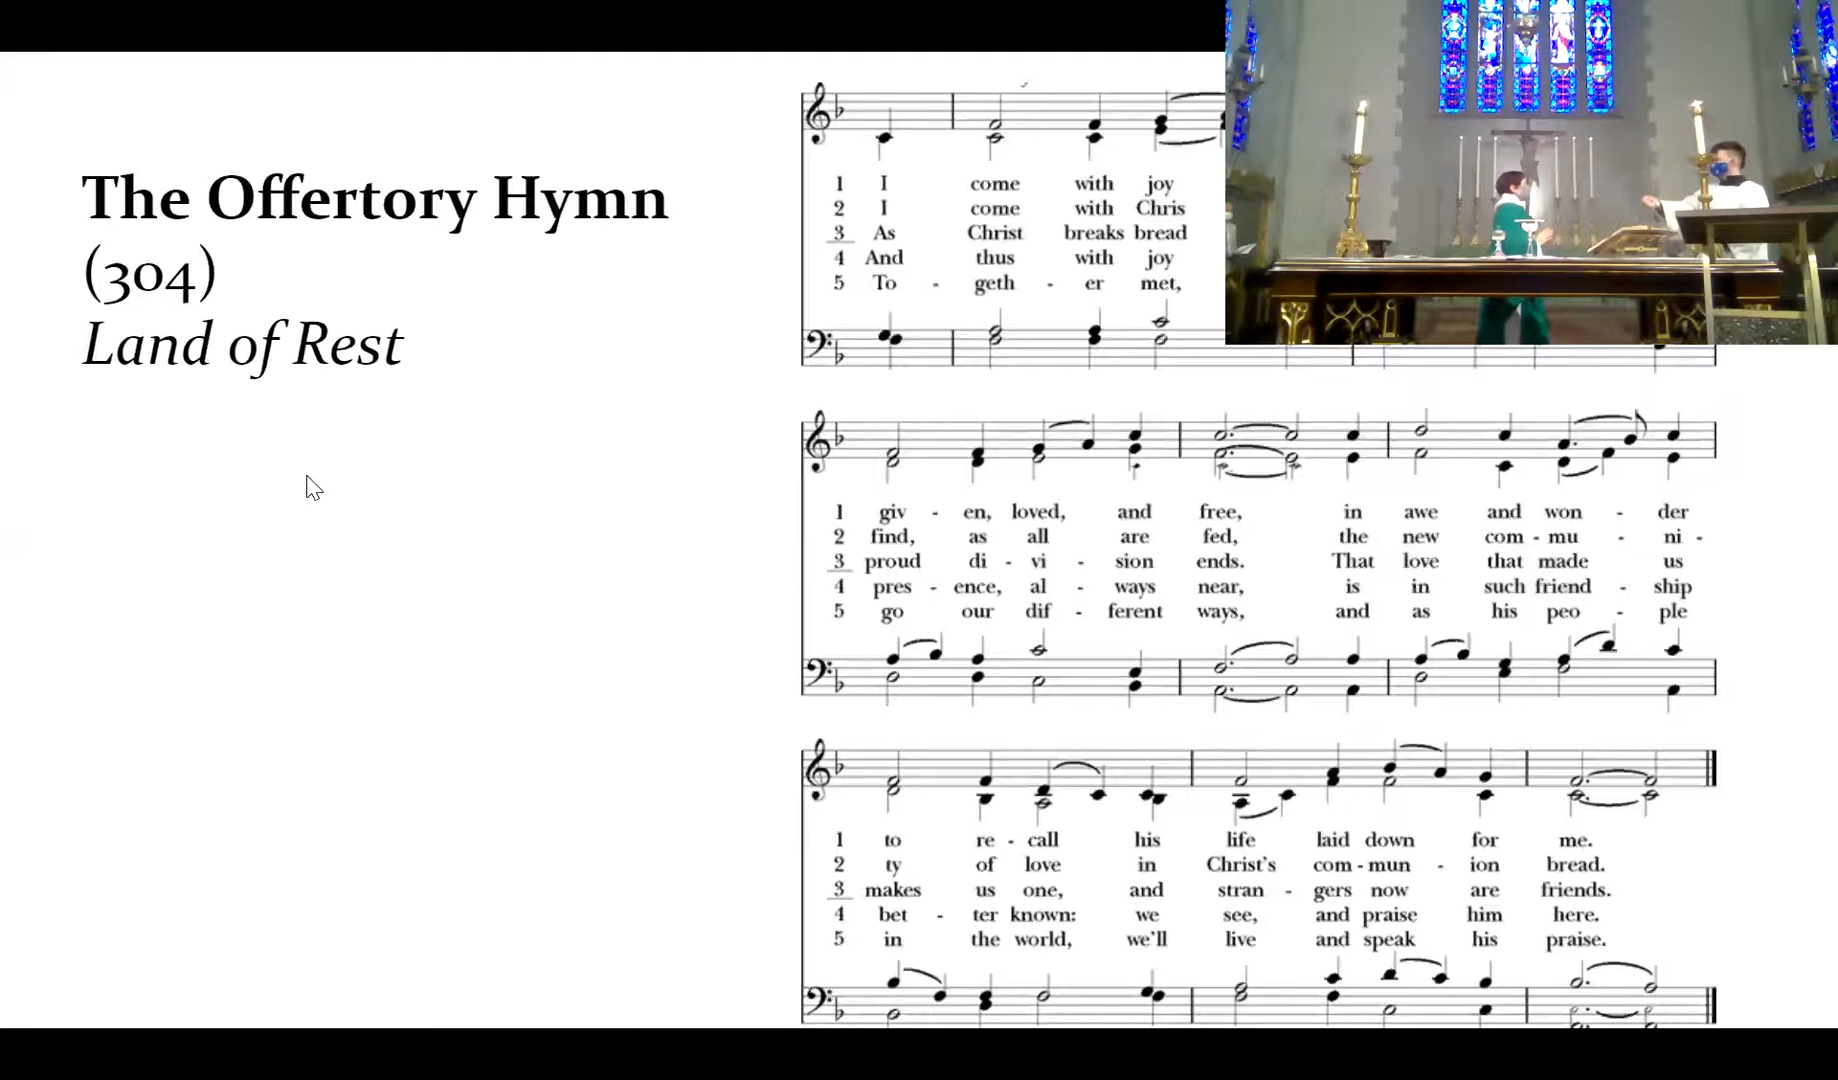 The Offertory Hymn
(304)
Land of Rest
1 I come with joy
2 I come with Chris
3 As Christ breaks bread
4 And thus with joy
5 To - geth - er met,
1 giv - en, loved, and free, in awe and won - der
2 find, as all are fed, the new com - mu - ni -
3 proud di - vi - sion ends. That love that made us
4 pres - ence, al - ways near, is in such friend - ship
5 go our dif - ferent ways, and as his peo - ple
1 to re - call his life laid down for me.
2 ty of love in Christ's com - mun - ion bread.
3 makes us one, and stran - gers now are friends.
4 bet - ter known: we see, and praise him here.
5 in the world, we'll live and speak his praise.